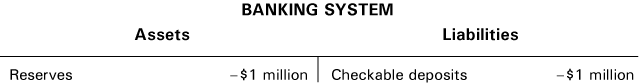 BANKING SYSTEM
Assets Liabilities
Reserves –$1 million Checkable deposits –$1 million